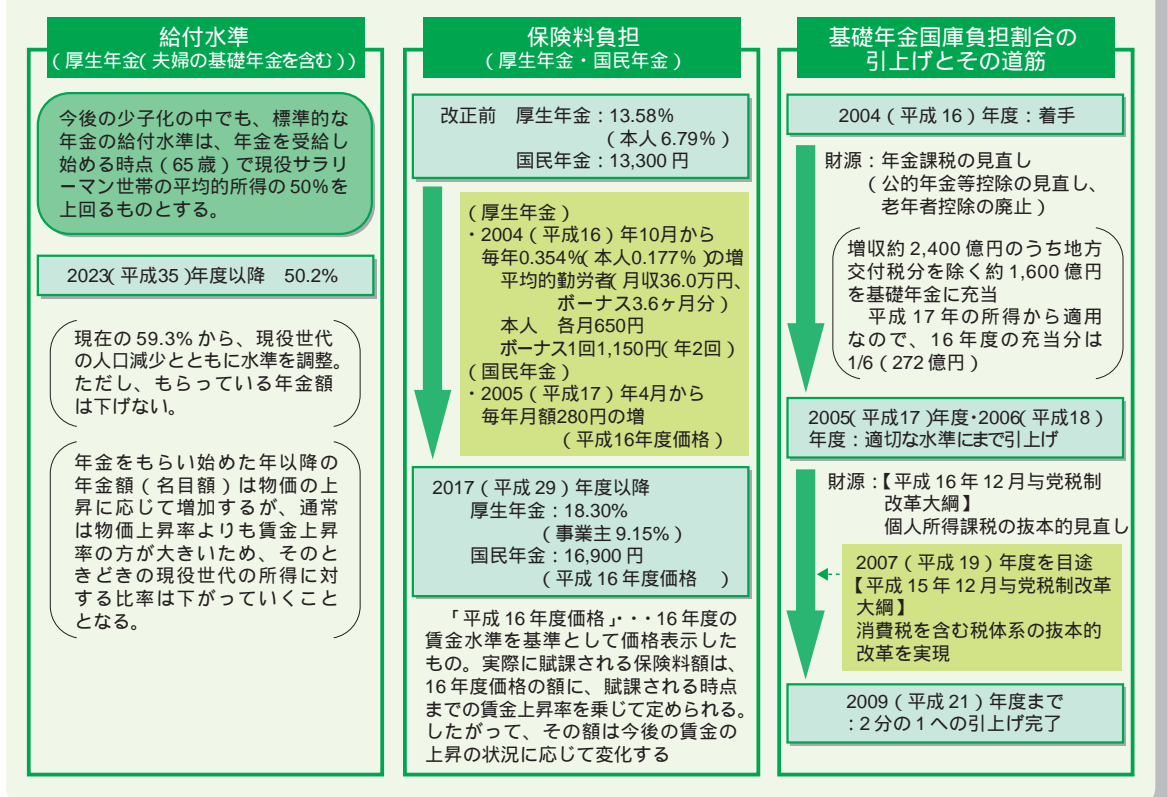 給付水準
(厚生年金(夫婦の基礎年金を含む))
今後の少子化の中でも、標準的な
年金の給付水準は、年金を受給し
始める時点(65歳)で現役サラリ
ーマン世帯の平均的所得の50%を
上回るものとする。
2023(平成35)年度以降 50.2%
現在の59.3%から、現役世代
の人口減少とともに水準を調整。
ただし、もらっている年金額
は下げない。
年金をもらい始めた年以降の
年金額(名目額)は物価の上
昇に応じて増加するが、通常
は物価上昇率よりも賃金上昇
率の方が大きいため、そのと
きどきの現役世代の所得に対
する比率は下がっていくこと
となる。
保険料負担
(厚生年金・国民年金)
改正前 厚生年金:13.58%
(本人6.79%)
国民年金:13,300円
(厚生年金)
・2004(平成16)年10月から
毎年0.354%(本人0.177%)の増
平均的勤労者(月収36.0万円、
ボーナス3.6ヶ月分)
本人 各月650円
ボーナス1回1,150円(年2回)
(国民年金)
・2005(平成17)年4月から
毎年月額280円の増
(平成16年度価格)
2017(平成29)年度以降
厚生年金:18.30%
(事業主9.15%)
国民年金:16,900円
(平成16年度価格 )
「平成16年度価格」・・・16年度の
賃金水準を基準として価格表示した
もの。実際に賦課される保険料額は、
16年度価格の額に、賦課される時点
までの賃金上昇率を乗じて定められる。
したがって、その額は今後の賃金の
上昇の状況に応じて変化する
基礎年金国庫負担割合の
引上げとその道筋
2004(平成16)年度:着手
財源:年金課税の見直し
(公的年金等控除の見直し、
老年者控除の廃止)
増収約2,400億円のうち地方
交付税分を除く約1,600億円
を基礎年金に充当
平成17年の所得から適用
なので、16年度の充当分は
1/6(272億円)
2005(平成17)年度・2006(平成18)
年度:適切な水準にまで引上げ
財源:【平成16年12月与党税制
改革大綱】
個人所得課税の抜本的見直し
2007(平成19)年度を目途
【平成15年12月与党税制改革
大綱】
消費税を含む税体系の抜本的
改革を実現
2009(平成21)年度まで
:2分の1への引上げ完了